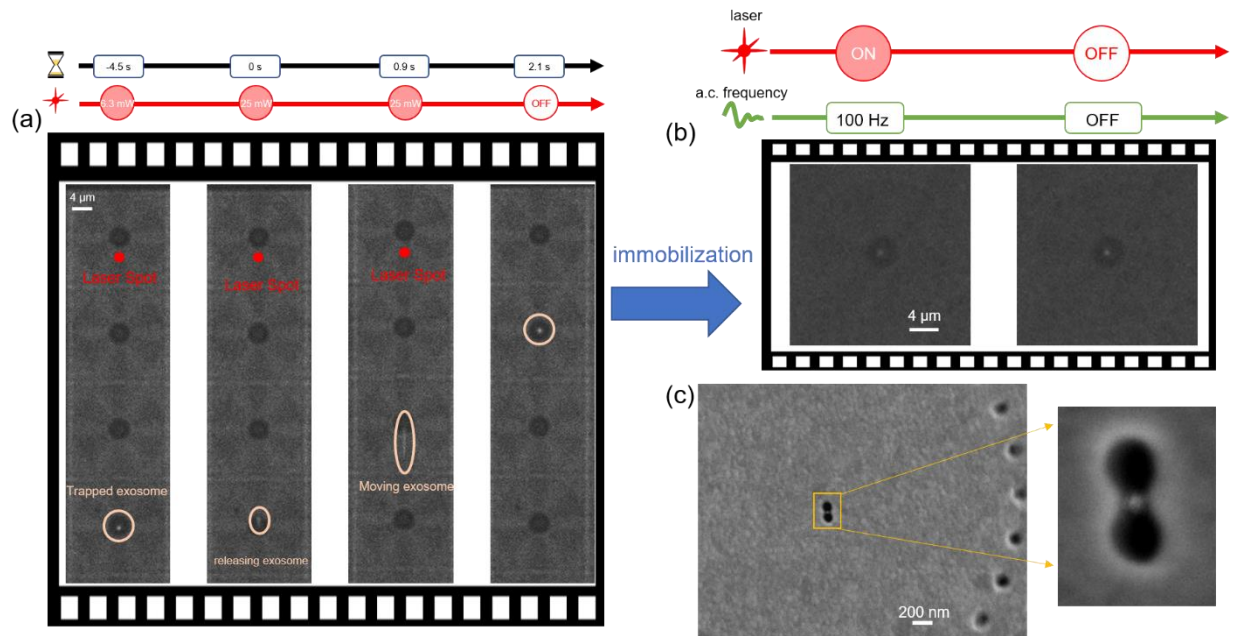 -4.5 s
0 s
0.9 s
2.1 s
6.3 mW
25 mW
25 mW
OFF
(a)
4 μm
Laser Spot
Laser Spot
Laser Spot
Trapped exosome
releasing exosome
Moving exosome
immobilization
laser
ON
OFF
a.c. frequency
100 Hz
OFF
(b)
4 μm
(c)
200 nm